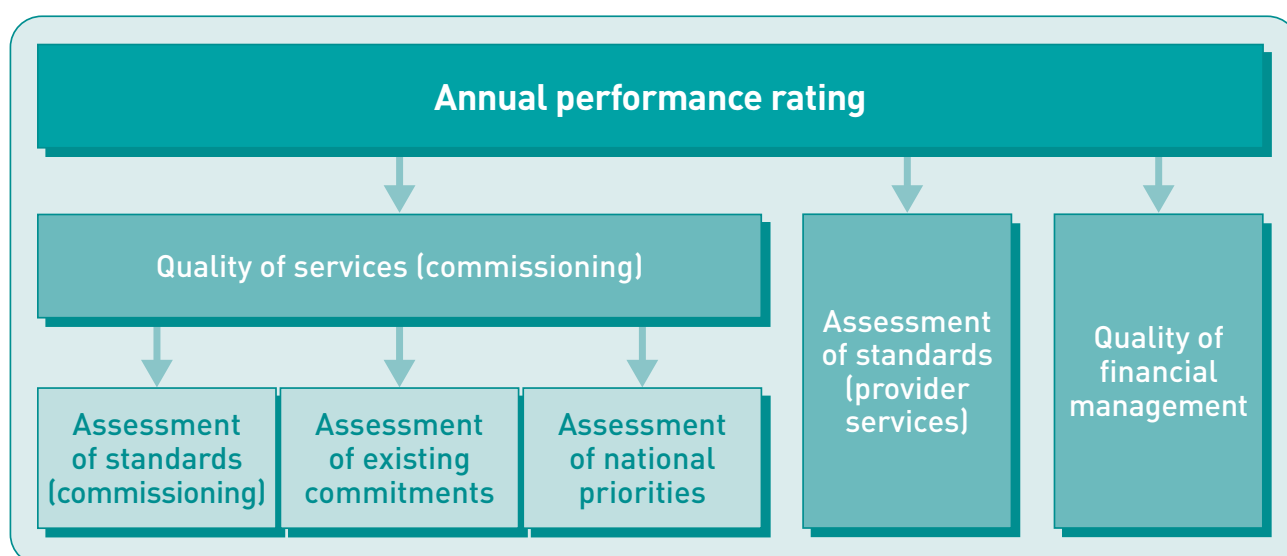 Annual performance rating
Quality of services (commissioning)
Assessment
of standards
(provider
services)
Quality of
financial
management
Assessment
of standards
(commissioning)
Assessment
of existing
commitments
Assessment
of national
priorities